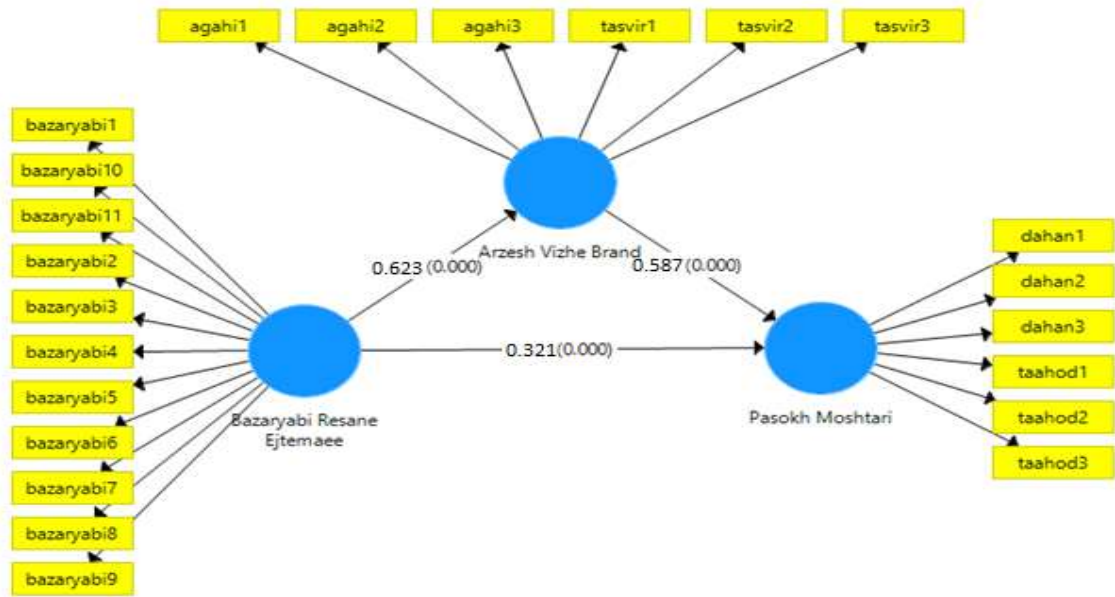 agahi1
agahi2
agahi3
tasvir1
tasvir2
tasvir3
bazaryabi1
bazaryabi10
bazaryabi11
bazaryabi2
bazaryabi3
bazaryabi4
bazaryabi5
bazaryabi6
bazaryabi7
bazaryabi8
bazaryabi9
Arzesh Vizhe Brand
0.623 (0.000)
0.587 (0.000)
0.321(0.000)
Bazaryabi Resane
Ejtemaee
Pasokh Moshtari
dahan1
dahan2
dahan3
taahod1
taahod2
taahod3